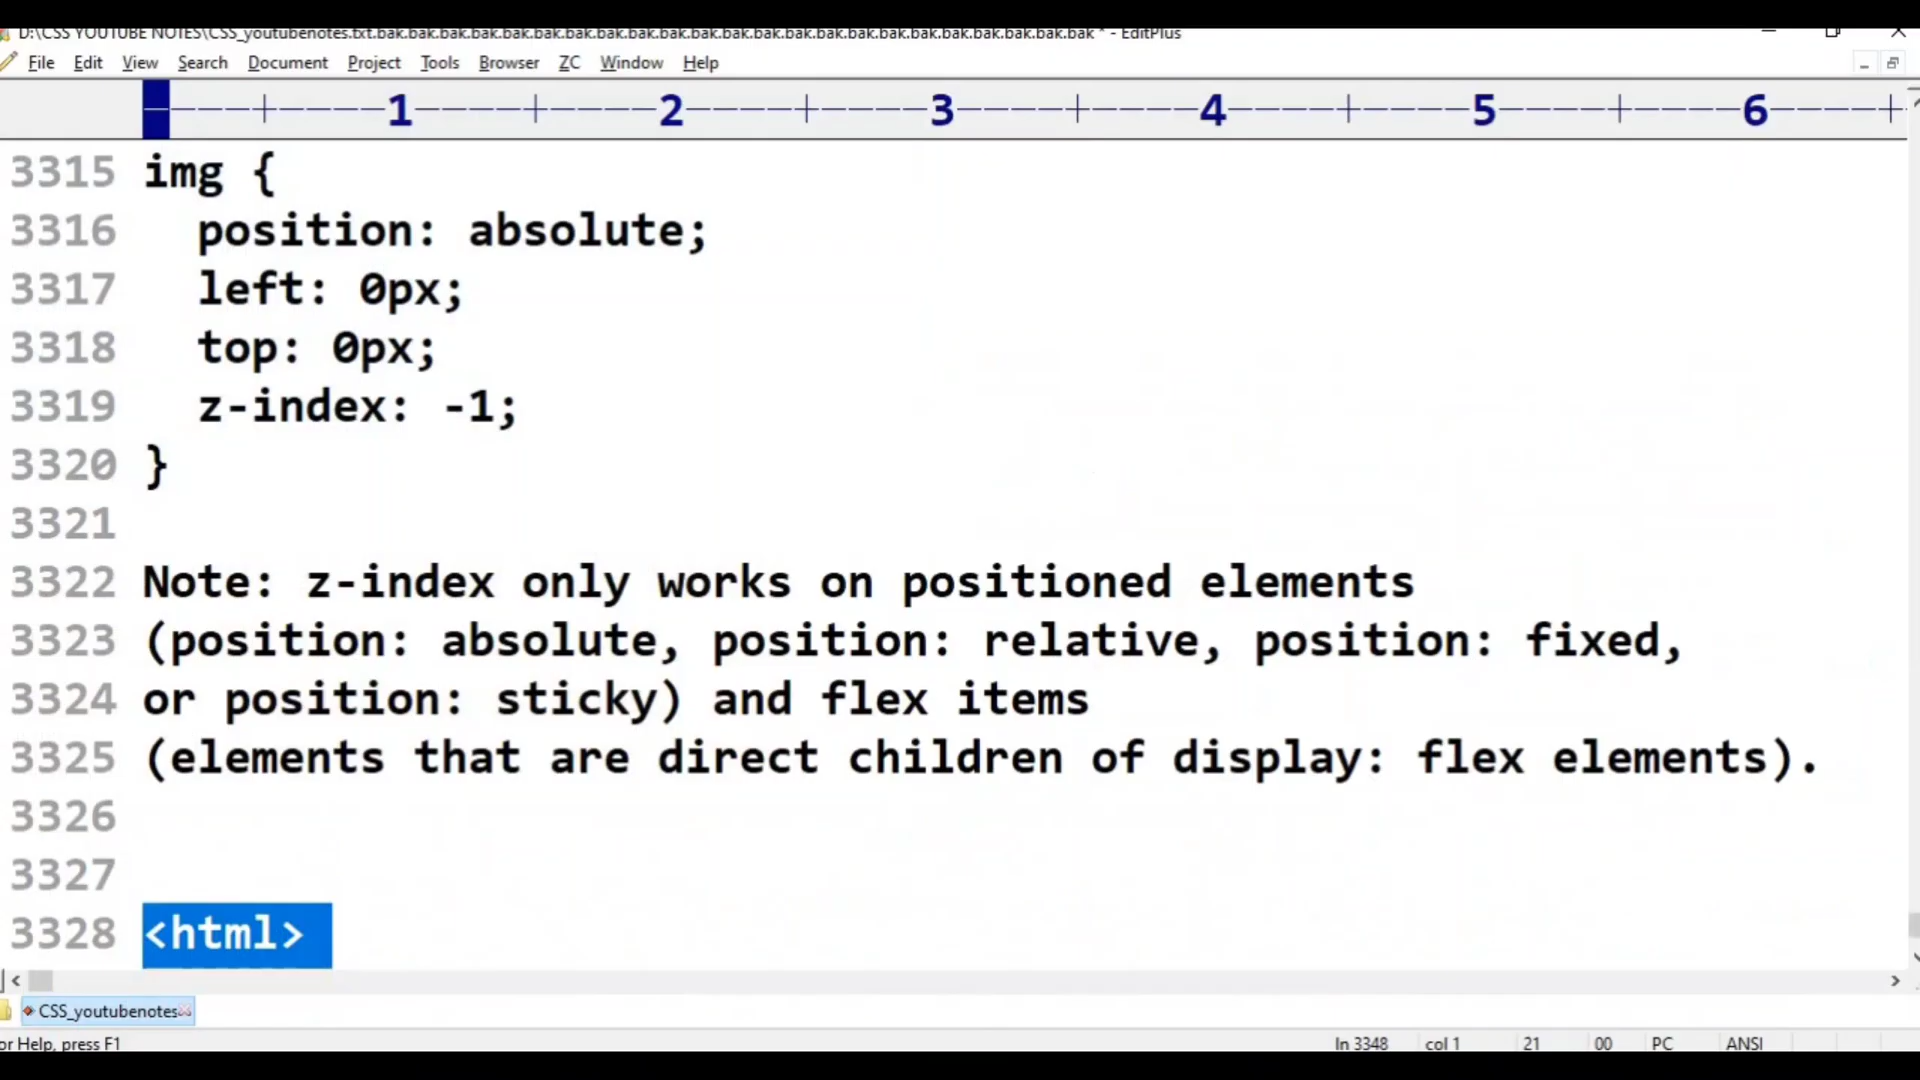 D:\CSS YOUTUBE NOTES\CSS_youtubenotes.txt.bak.bak.bak.bak.bak.bak.bak.bak.bak.bak.bak.bak.bak.bak.bak.bak.bak.bak.bak.bak.bak.bak.bak * - EditPlus
File Edit View Search Document Project Tools Browser ZC Window Help
1 2 3 4 5 6
3315 img {
3316 position: absolute;
3317 left: 0px;
3318 top: 0px;
3319 z-index: -1;
3320 }
3321
3322 Note: z-index only works on positioned elements
3323 (position: absolute, position: relative, position: fixed,
3324 or position: sticky) and flex items
3325 (elements that are direct children of display: flex elements).
3326
3327
3328 <html>
CSS_youtubenotes
or Help, press F1 ln 3348 col 1 21 00 PC ANSI